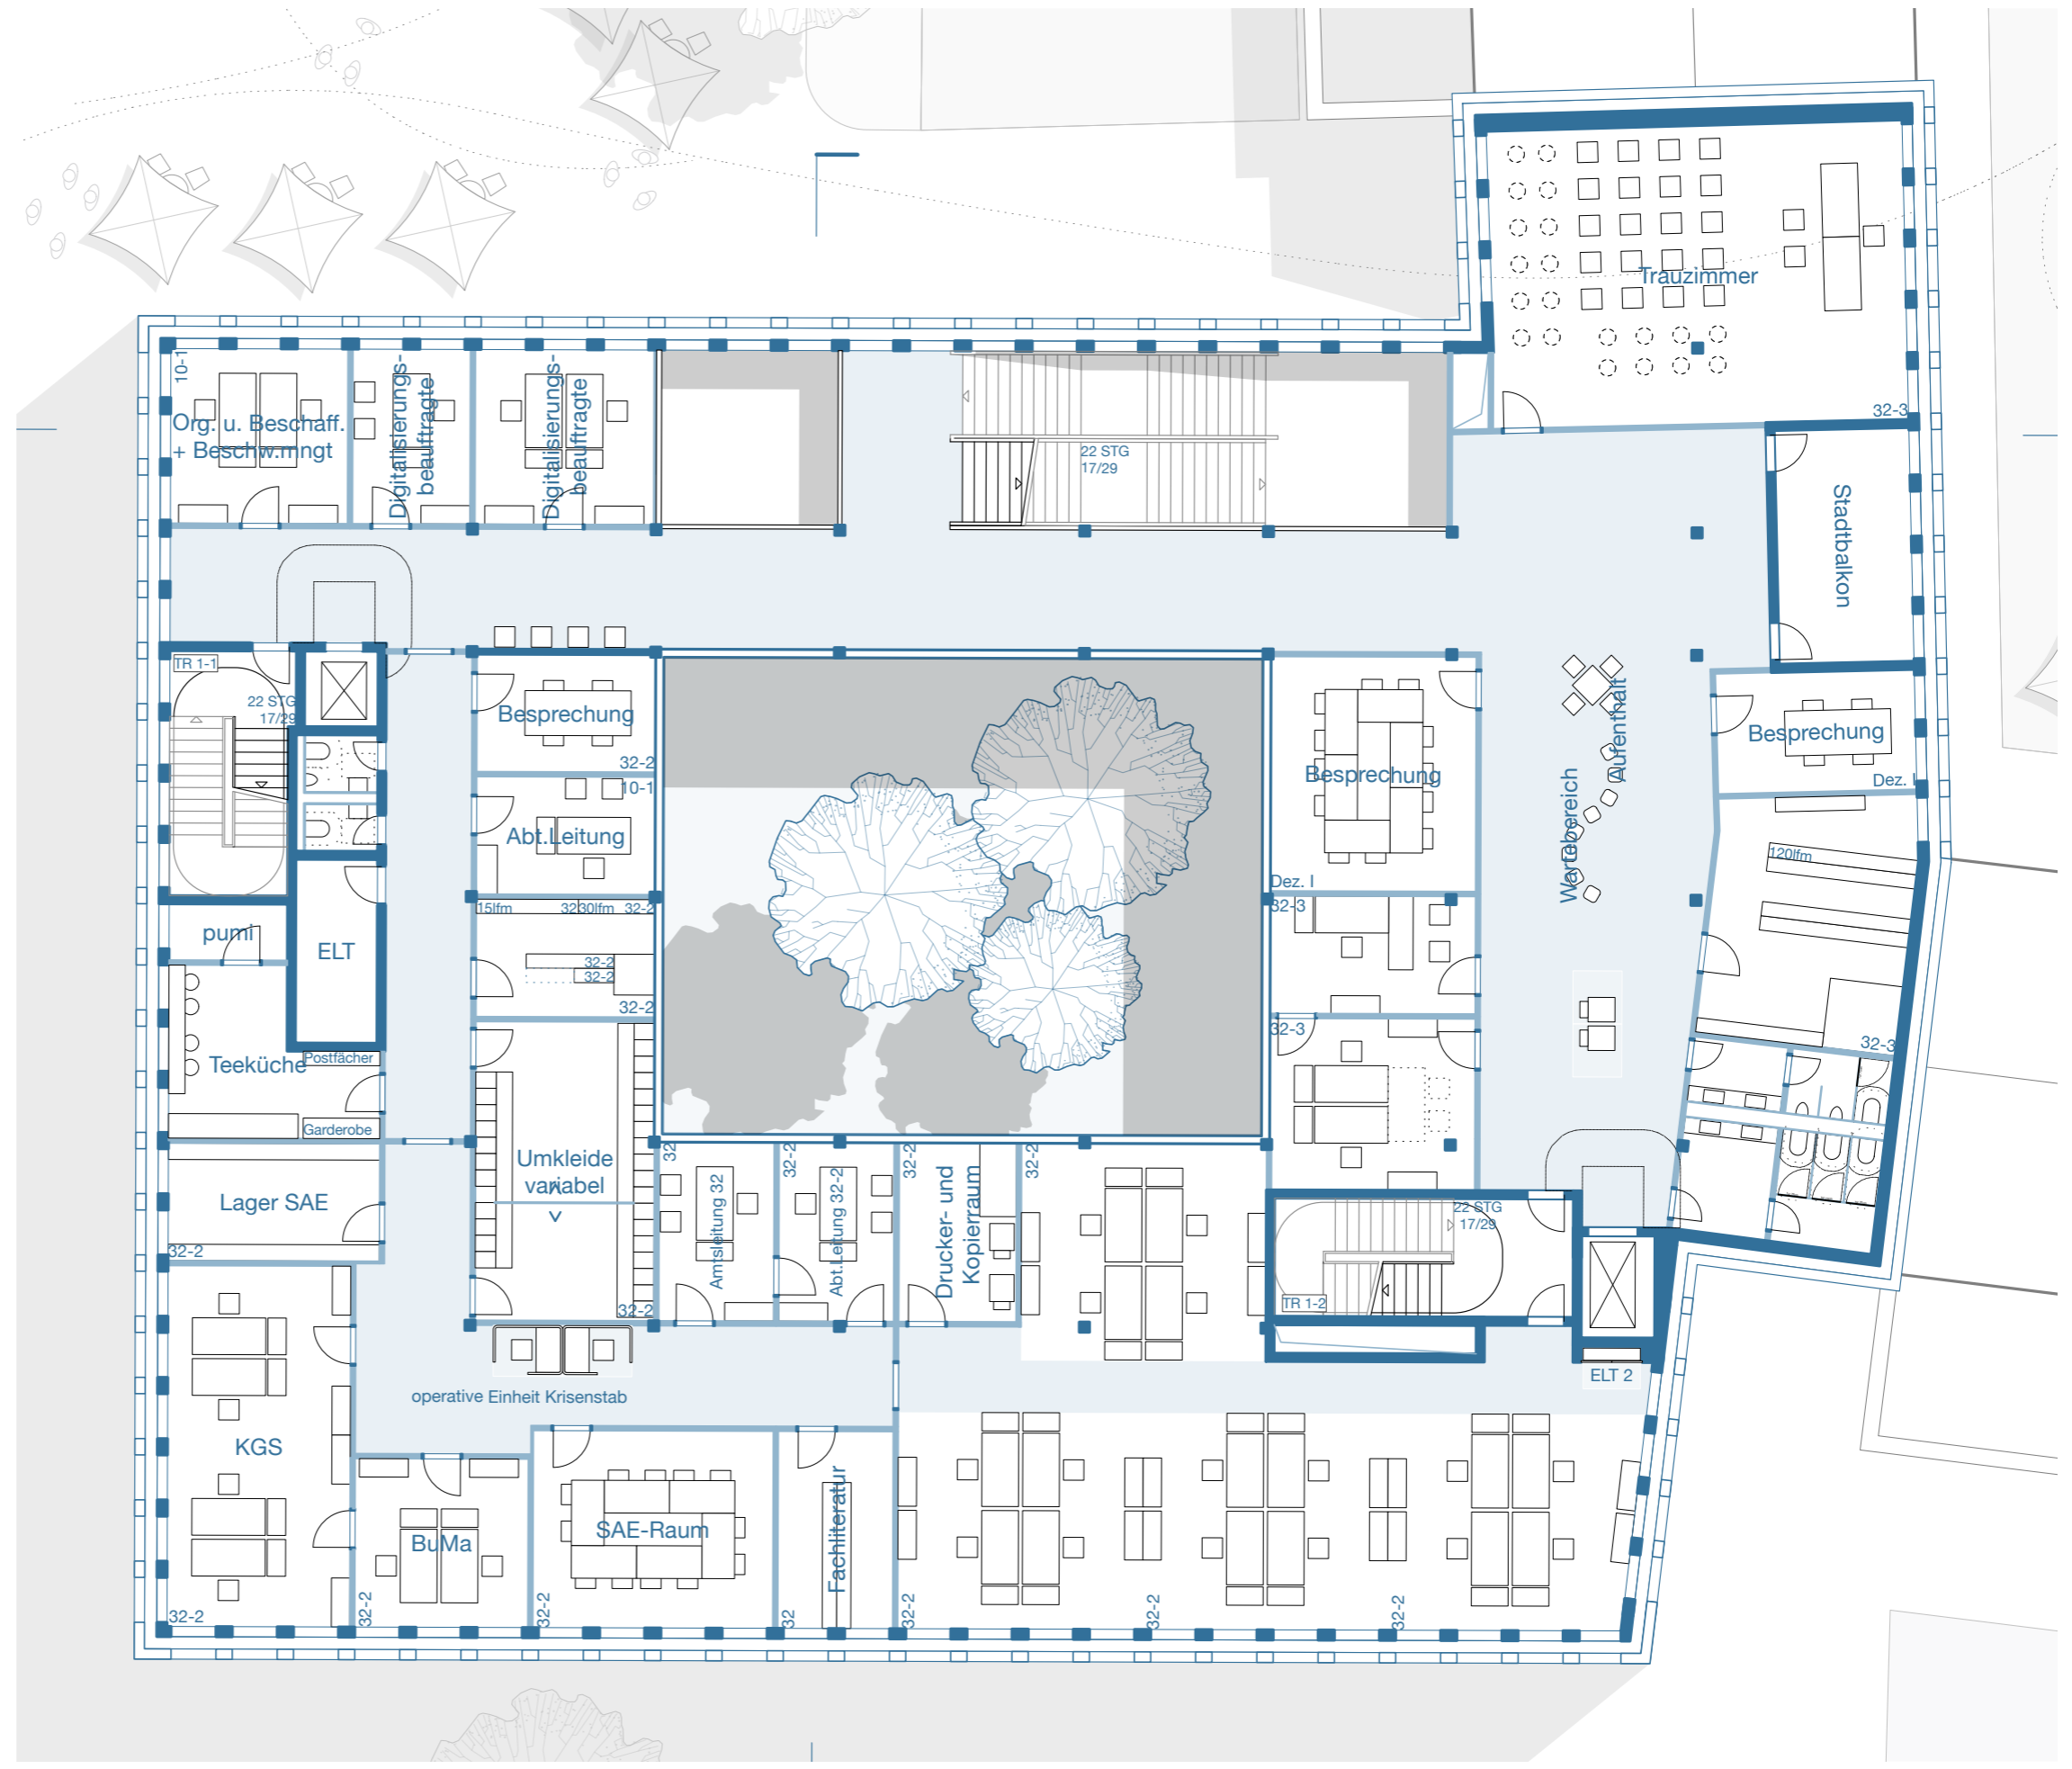 Trauzimmer
32-3
10-1
Org. u. Beschaff.
+ Beschw.mngt
Digitalisierungs-
beauftragte
Digitalisierungs-
beauftragte
22 STG
17/29
Stadtbalkon
TR 1-1
22 STG
17/29
Besprechung
32-2
10-1
Abt.Leitung
Besprechung
Dez. I
32-3
Aufenthalt
Wartebereich
Besprechung
Dez. I
120lfm
32-3
pumi
ELT
15lfm
30lfm
32-2
32-2
32-2
32-2
32-3
Teeküche
Postfächer
Garderobe
Umkleide
variabel
32-2
Lager SAE
32-2
32
Amtsleitung 32
32-2
Abt.Leitung 32-2
32-2
Drucker- und
Kopierraum
32-2
22 STG
17/29
TR 1-2
ELT 2
operative Einheit Krisenstab
KGS
32-2
BuMa
32-2
SAE-Raum
32-2
Fachliteratur
32
32-2
32-2
32-2